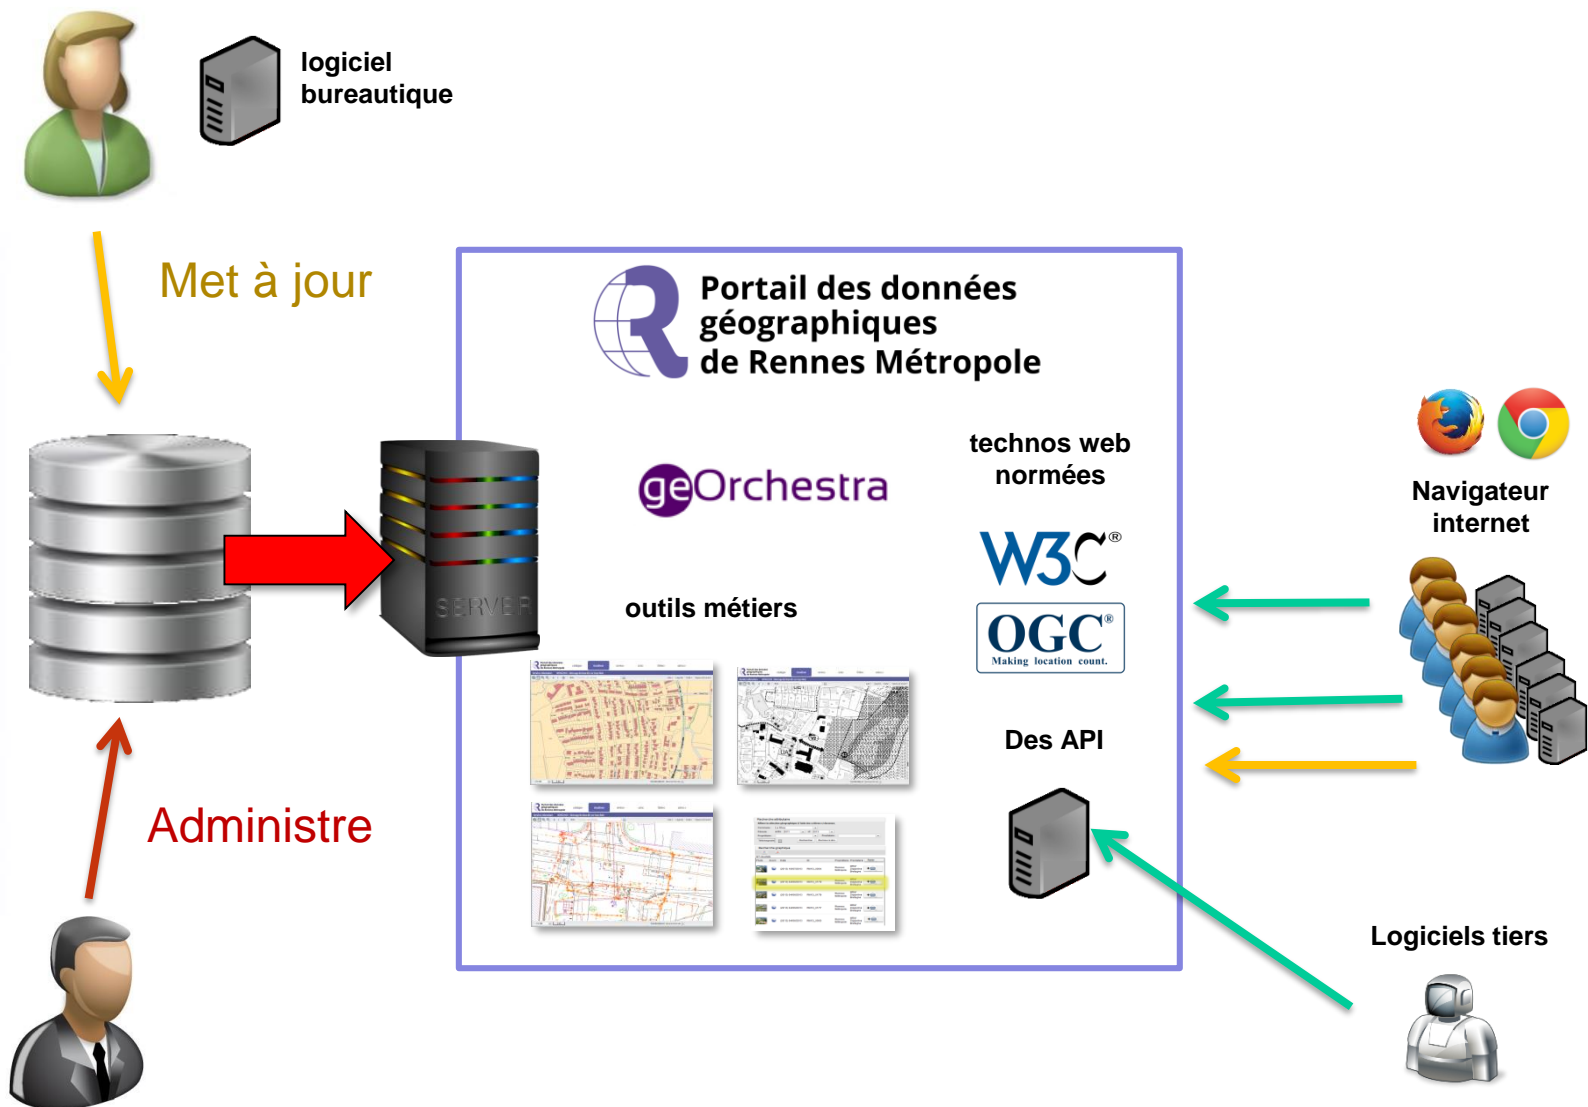 logiciel
bureautique
Met à jour
Portail des données
géographiques
de Rennes Métropole
geOrchestra
technos web
normées
W3C®
OGC®
Making location count.
SERVER
outils métiers
Des API
Navigateur
internet
Administre
Logiciels tiers